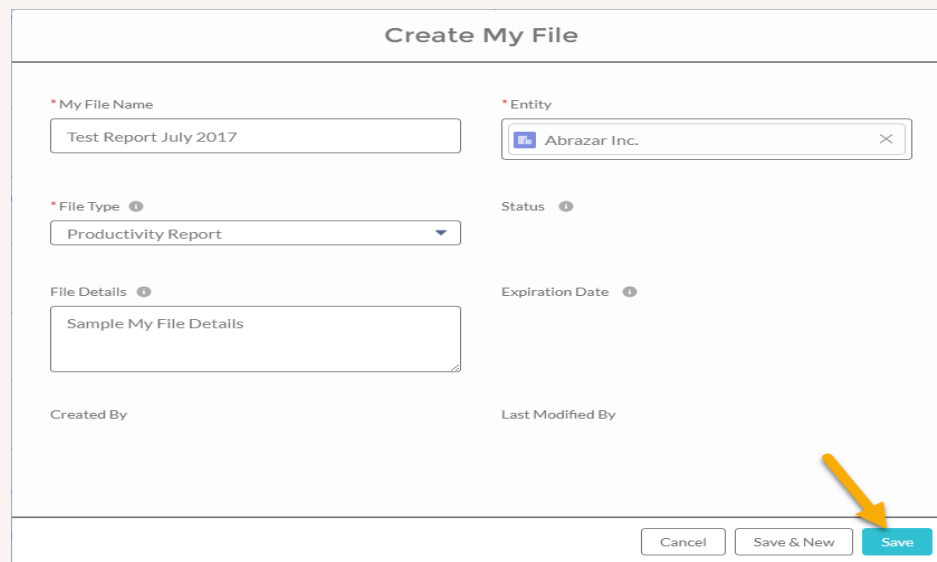 Create My File
*My File Name
*Entity
Test Report July 2017
Abrazar Inc.
*File Type
Status
Productivity Report
File Details
Expiration Date
Sample My File Details
Created By
Last Modified By
Cancel
Save & New
Save